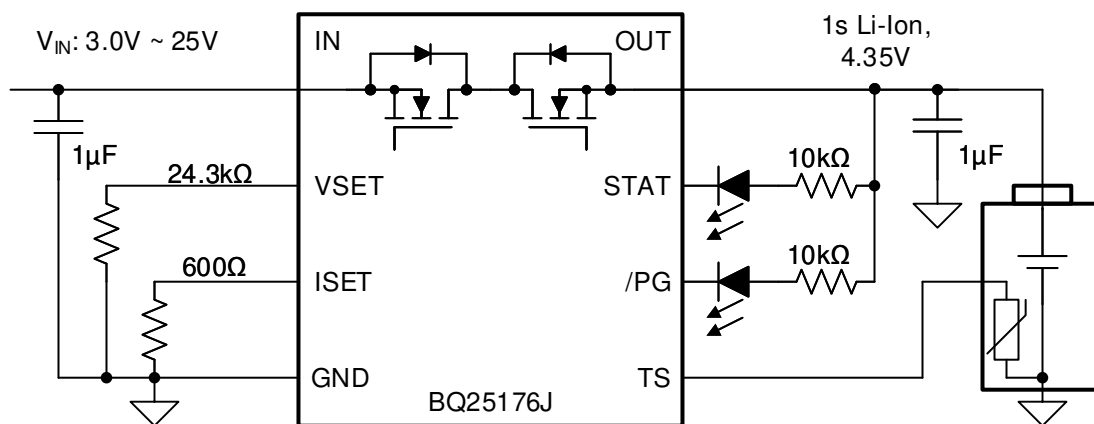 V_IN: 3.0V ~ 25V
IN
OUT
1s Li-Ion,
4.35V
1µF
24.3kΩ
VSET
STAT
10kΩ
1µF
600Ω
ISET
/PG
10kΩ
GND
TS
BQ25176J